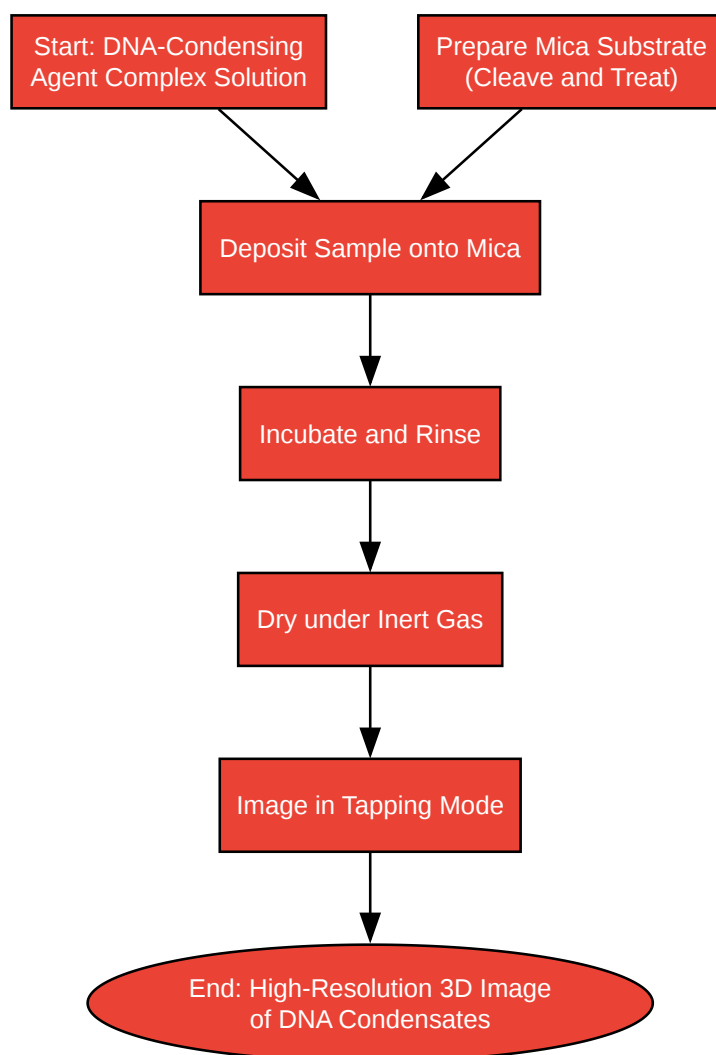 Start: DNA-Condensing
Agent Complex Solution
Prepare Mica Substrate
(Cleave and Treat)
Deposit Sample onto Mica
Incubate and Rinse
Dry under Inert Gas
Image in Tapping Mode
End: High-Resolution 3D Image
of DNA Condensates